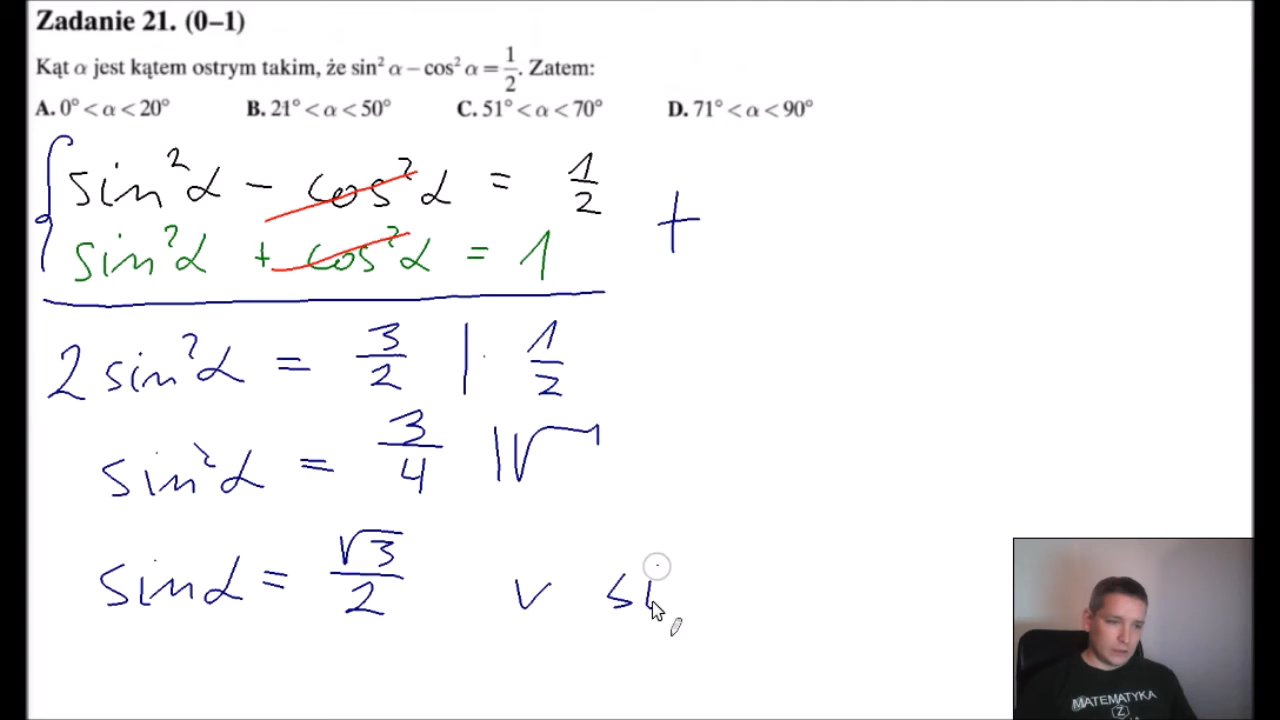 Zadanie 21. (0–1)
Kąt α jest kątem ostrym takim, że sin² α – cos² α = 1/2. Zatem:
A. 0° < α < 20° B. 21° < α < 50° C. 51° < α < 70° D. 71° < α < 90°
sin²α - cos²α = 1/2 +
sin²α + cos²α = 1
2 sin²α = 3/2 | · 1/2
sin²α = 3/4 | √
sinα = √3/2 v si
MATEMATYKA
Z